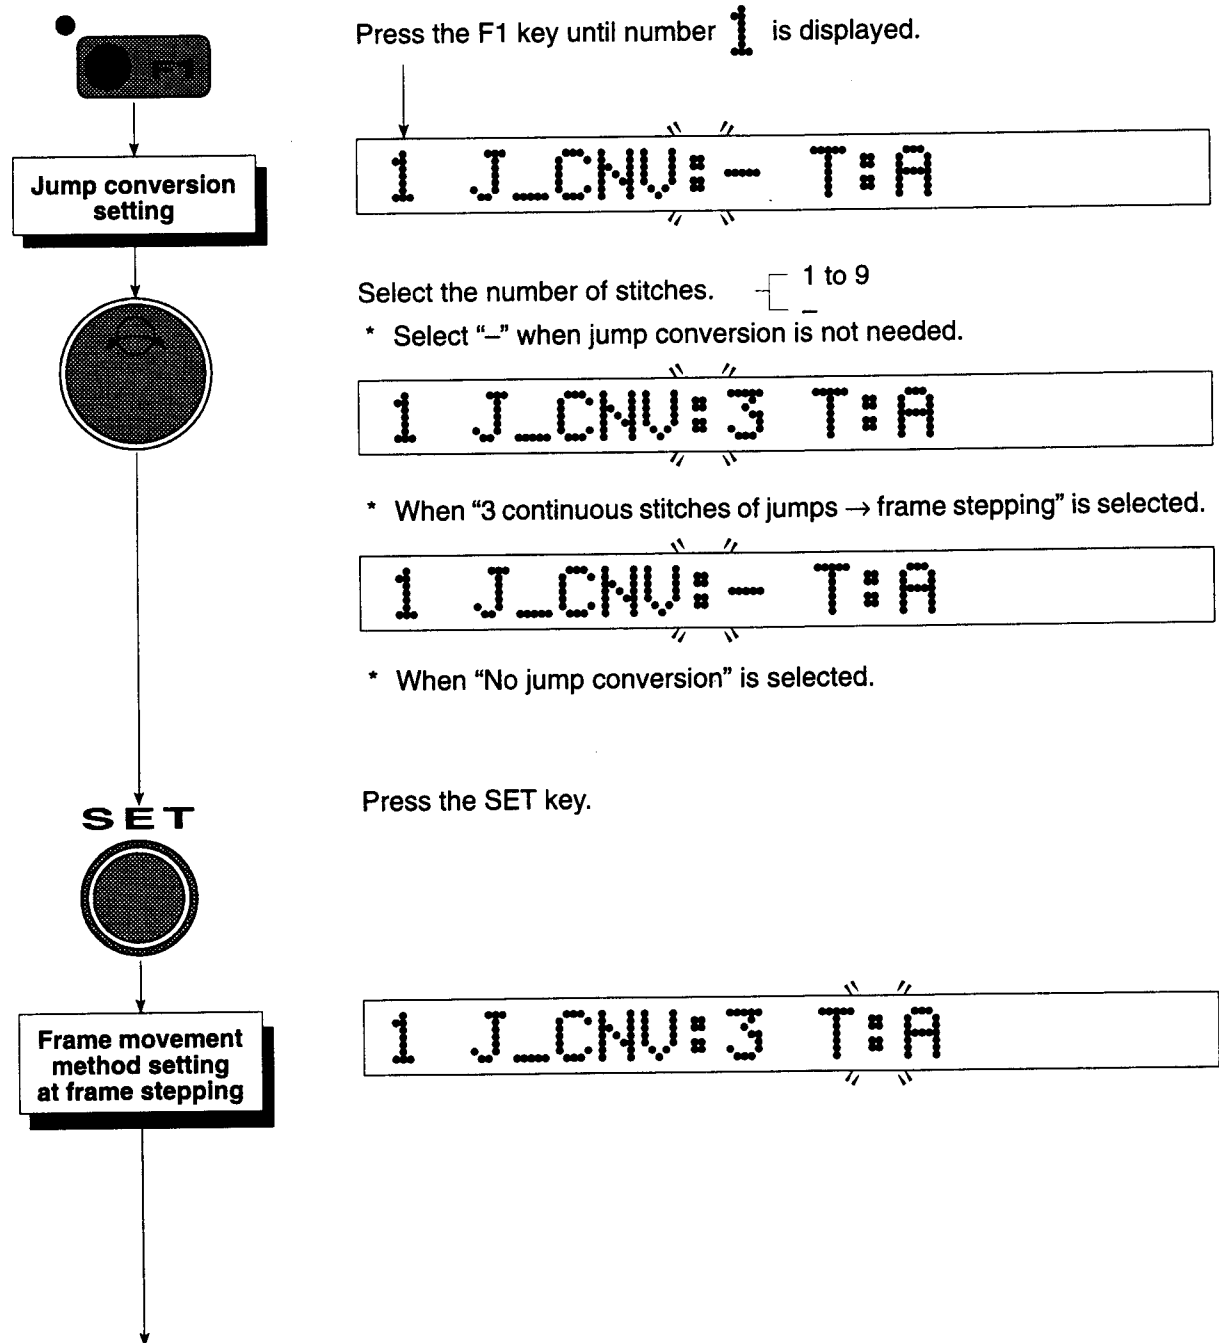 Press the F1 key until number 1 is displayed.
F1
1 J_CNV:– T:A
Jump conversion
setting
Select the number of stitches. 1 to 9
–
* Select “–” when jump conversion is not needed.
1 J_CNV:3 T:A
* When “3 continuous stitches of jumps → frame stepping” is selected.
1 J_CNV:– T:A
* When “No jump conversion” is selected.
Press the SET key.
SET
1 J_CNV:3 T:A
Frame movement
method setting
at frame stepping